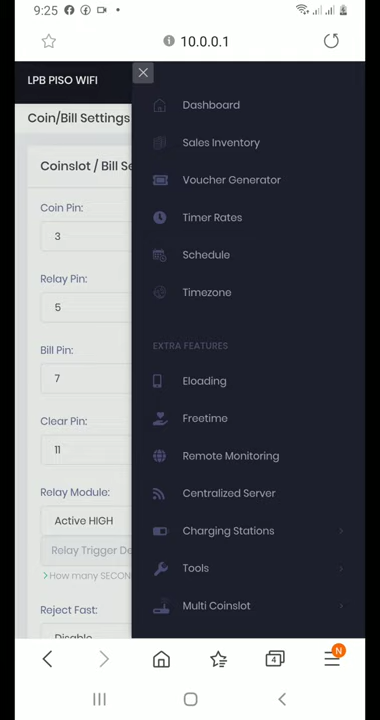 9:25
10.0.0.1
LPB PISO WIFI
Coin/Bill Settings
Coinslot / Bill Se
Coin Pin:
3
Relay Pin:
5
Bill Pin:
7
Clear Pin:
11
Relay Module:
Active HIGH
Relay Trigger De
How many SECON
Reject Fast:
Disable
Dashboard
Sales Inventory
Voucher Generator
Timer Rates
Schedule
Timezone
EXTRA FEATURES
Eloading
Freetime
Remote Monitoring
Centralized Server
Charging Stations
Tools
Multi Coinslot
4
N